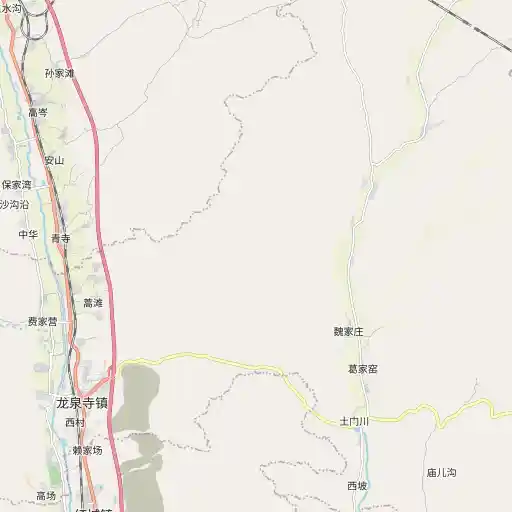 水沟
孙家滩
高岑
安山
保家湾
沙沟沿
中华
青寺
蒿滩
费家营
魏家庄
葛家窑
龙泉寺镇
西村
土门川
赖家场
庙儿沟
高场
西坡